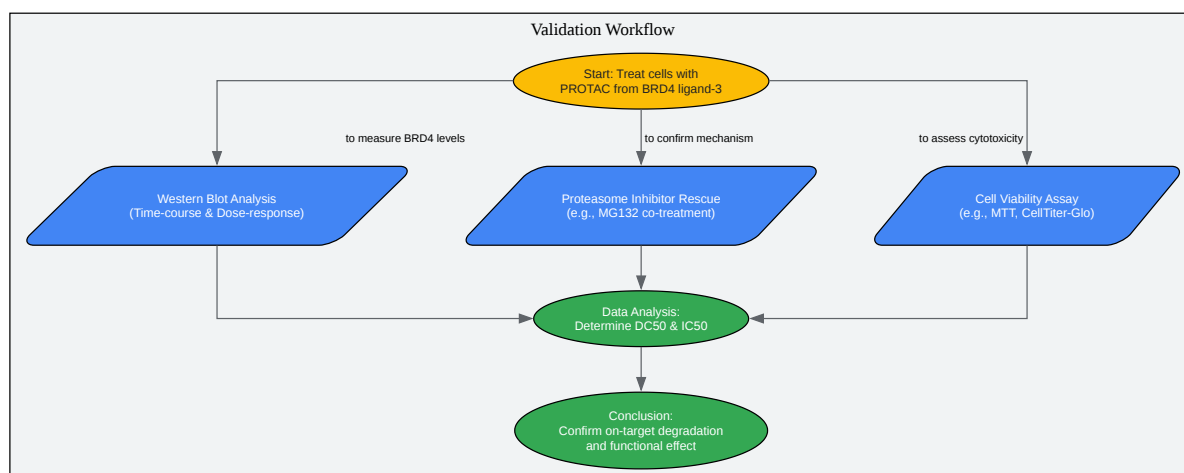 Validation Workflow
Start: Treat cells with
PROTAC from BRD4 ligand-3
to measure BRD4 levels
to confirm mechanism
to assess cytotoxicity
Western Blot Analysis
(Time-course & Dose-response)
Proteasome Inhibitor Rescue
(e.g., MG132 co-treatment)
Cell Viability Assay
(e.g., MTT, CellTiter-Glo)
Data Analysis:
Determine DC50 & IC50
Conclusion:
Confirm on-target degradation
and functional effect